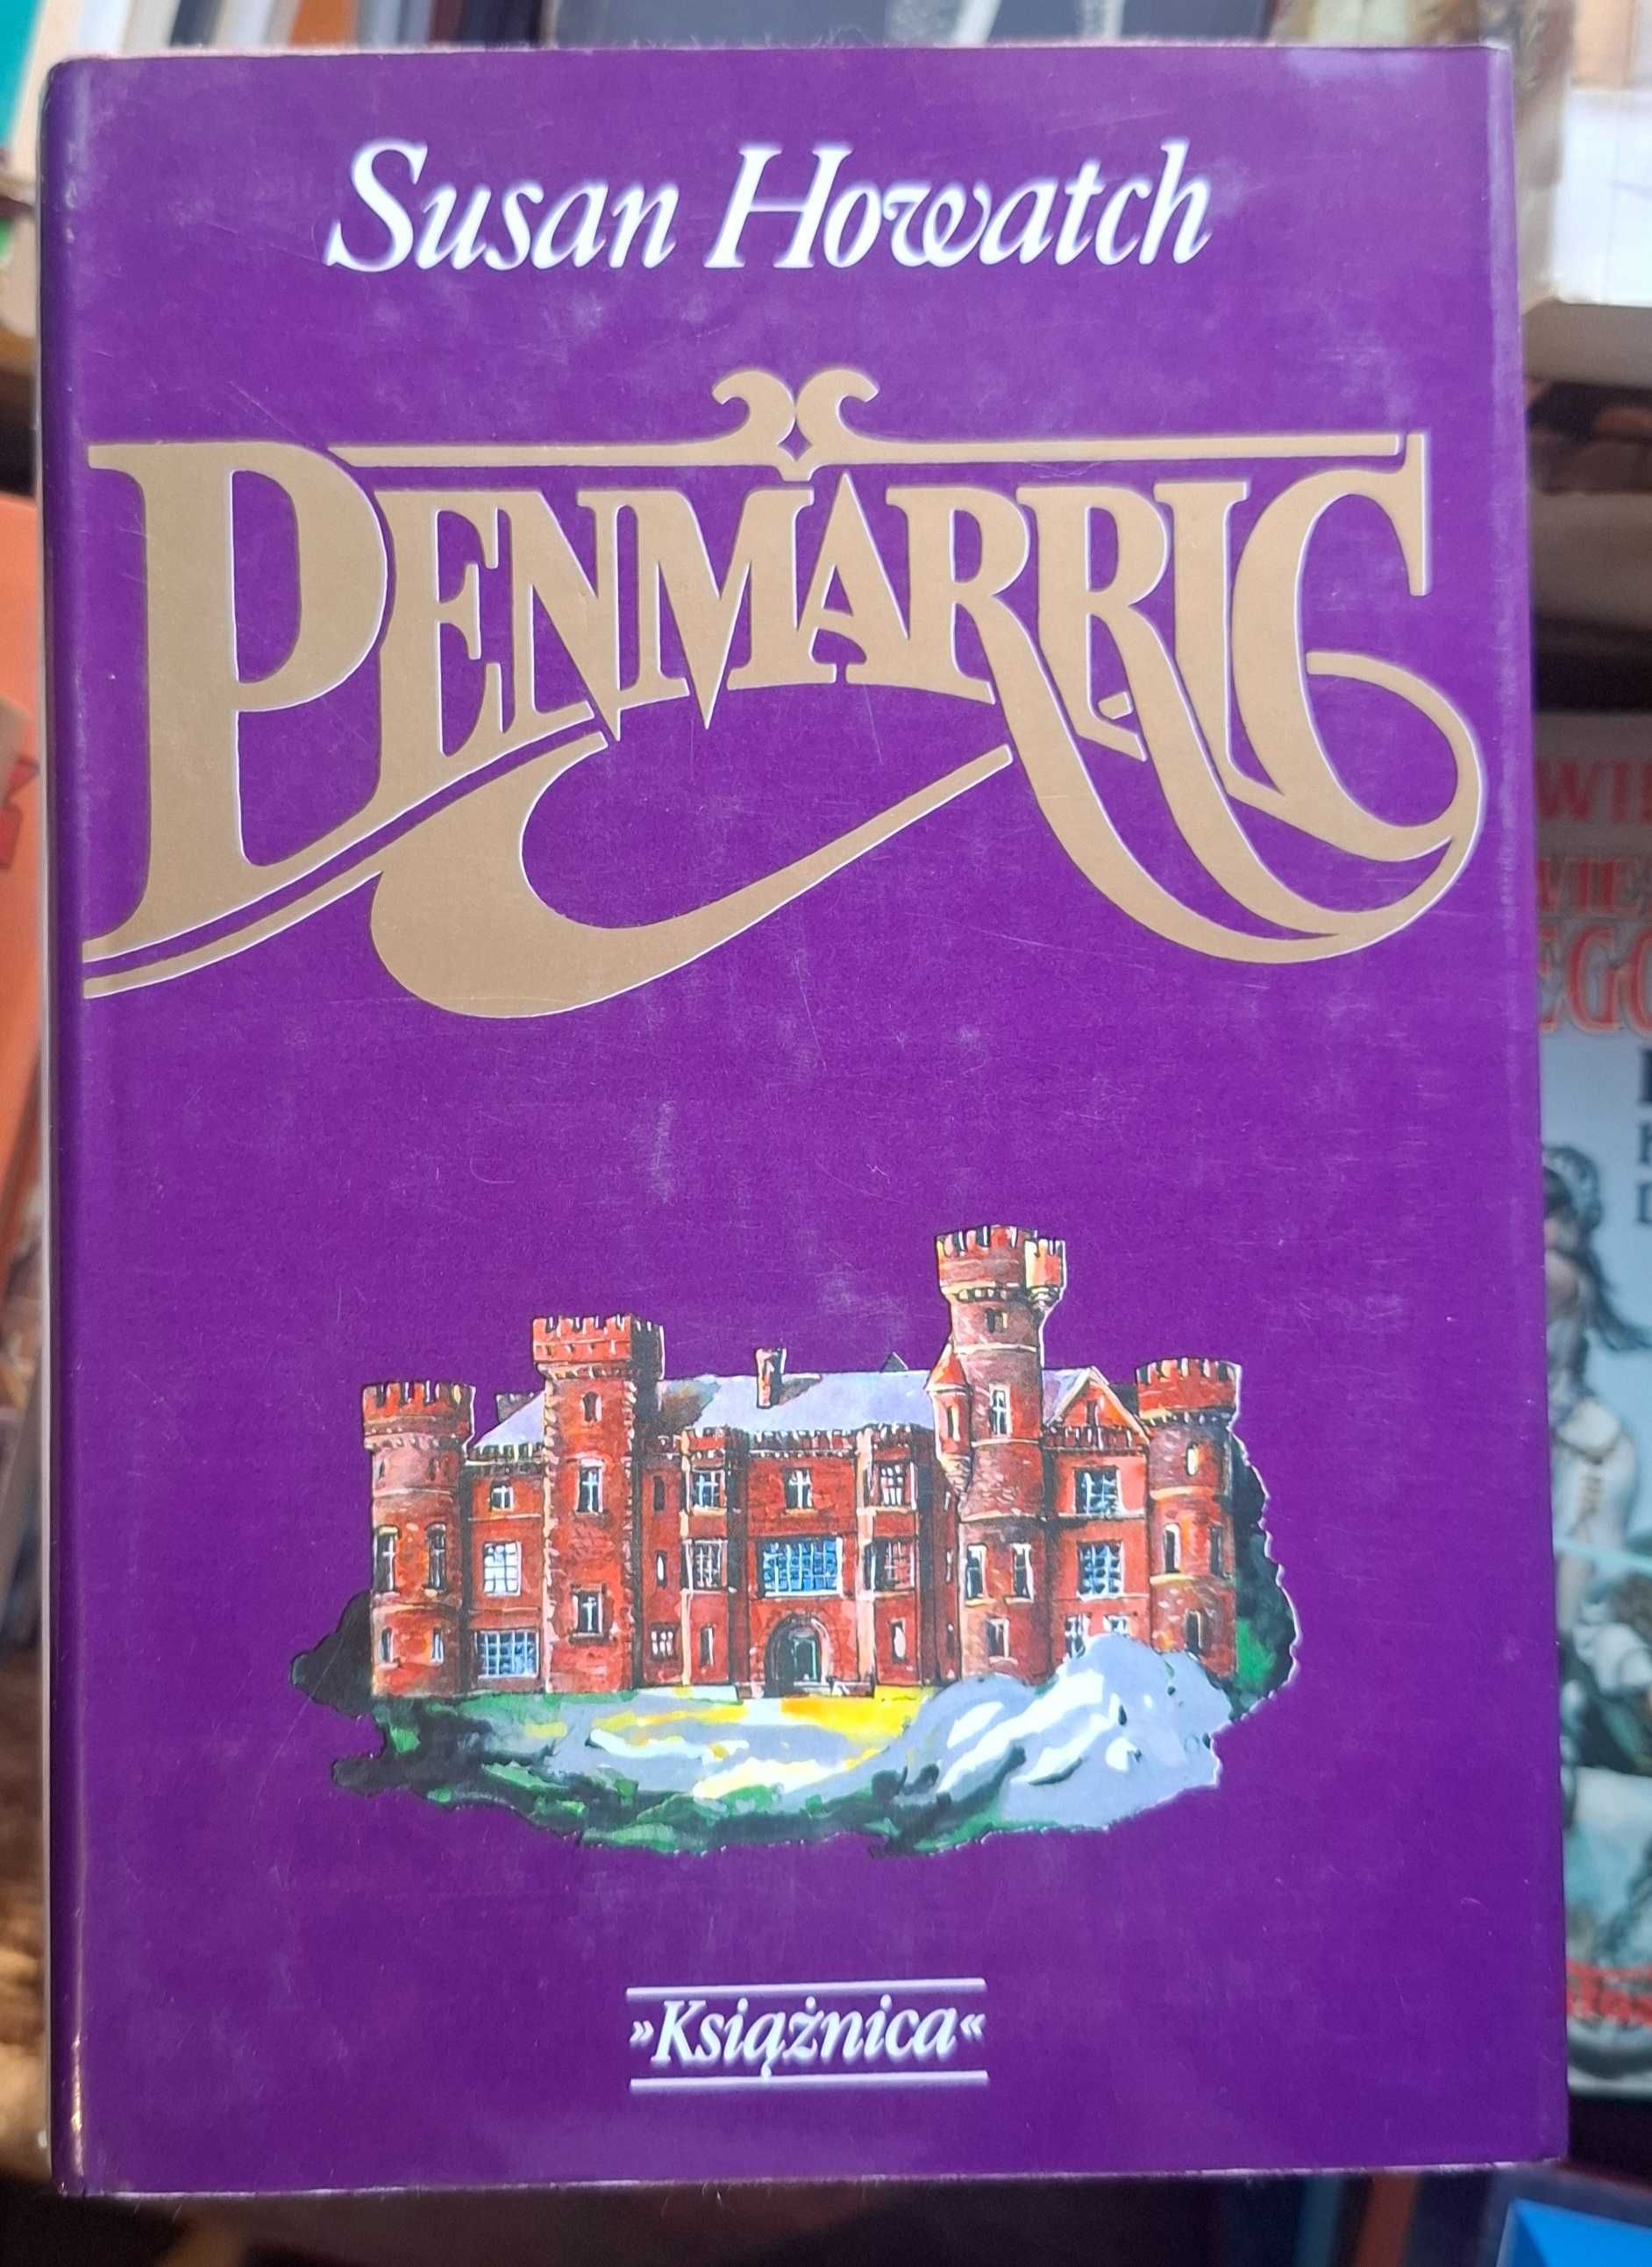 Susan Howatch
PENMARRIC
»Książnica«